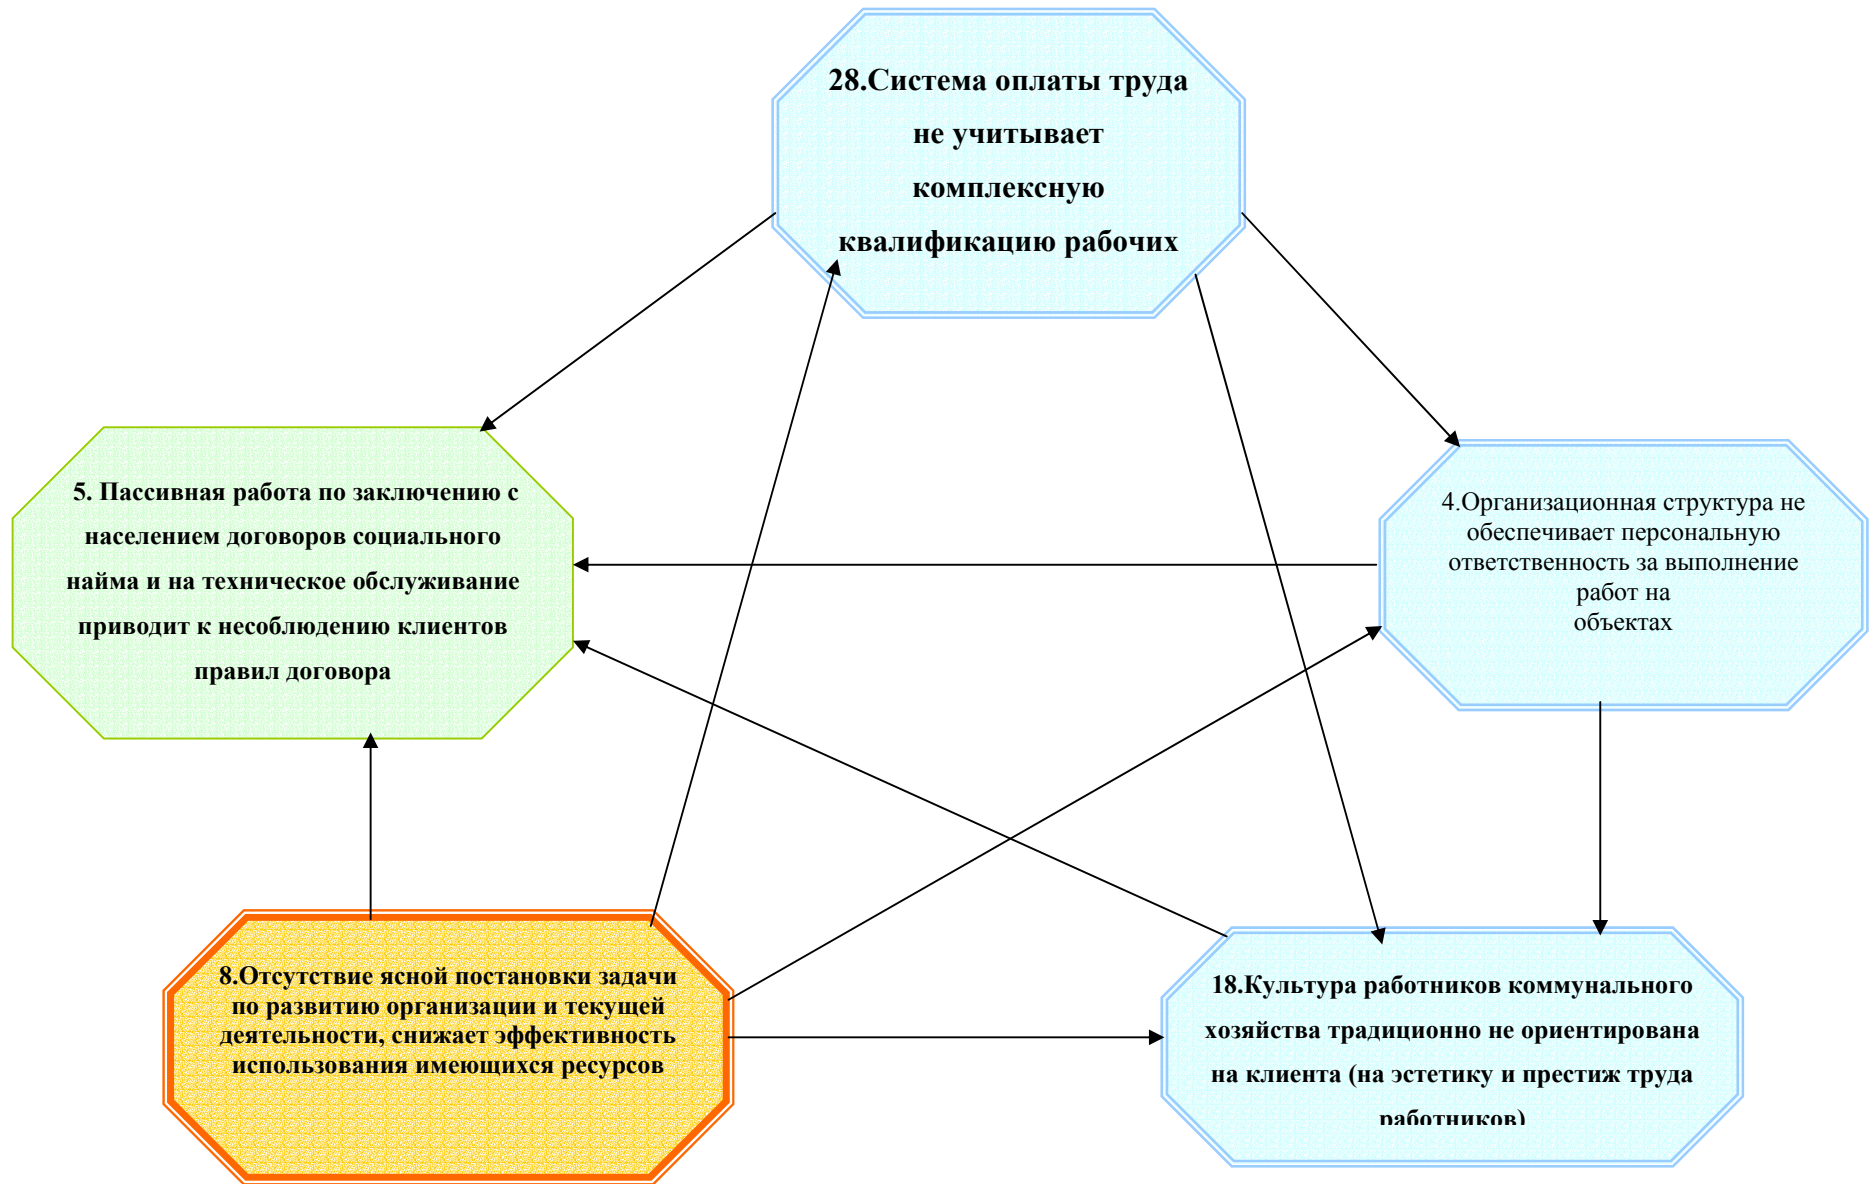 28.Система оплаты труда
не учитывает
комплексную
квалификацию рабочих
5. Пассивная работа по заключению с
населением договоров социального
найма и на техническое обслуживание
приводит к несоблюдению клиентов
правил договора
4.Организационная структура не
обеспечивает персональную
ответственность за выполнение
работ на
объектах
8.Отсутствие ясной постановки задачи
по развитию организации и текущей
деятельности, снижает эффективность
использования имеющихся ресурсов
18.Культура работников коммунального
хозяйства традиционно не ориентирована
на клиента (на эстетику и престиж труда
работников)